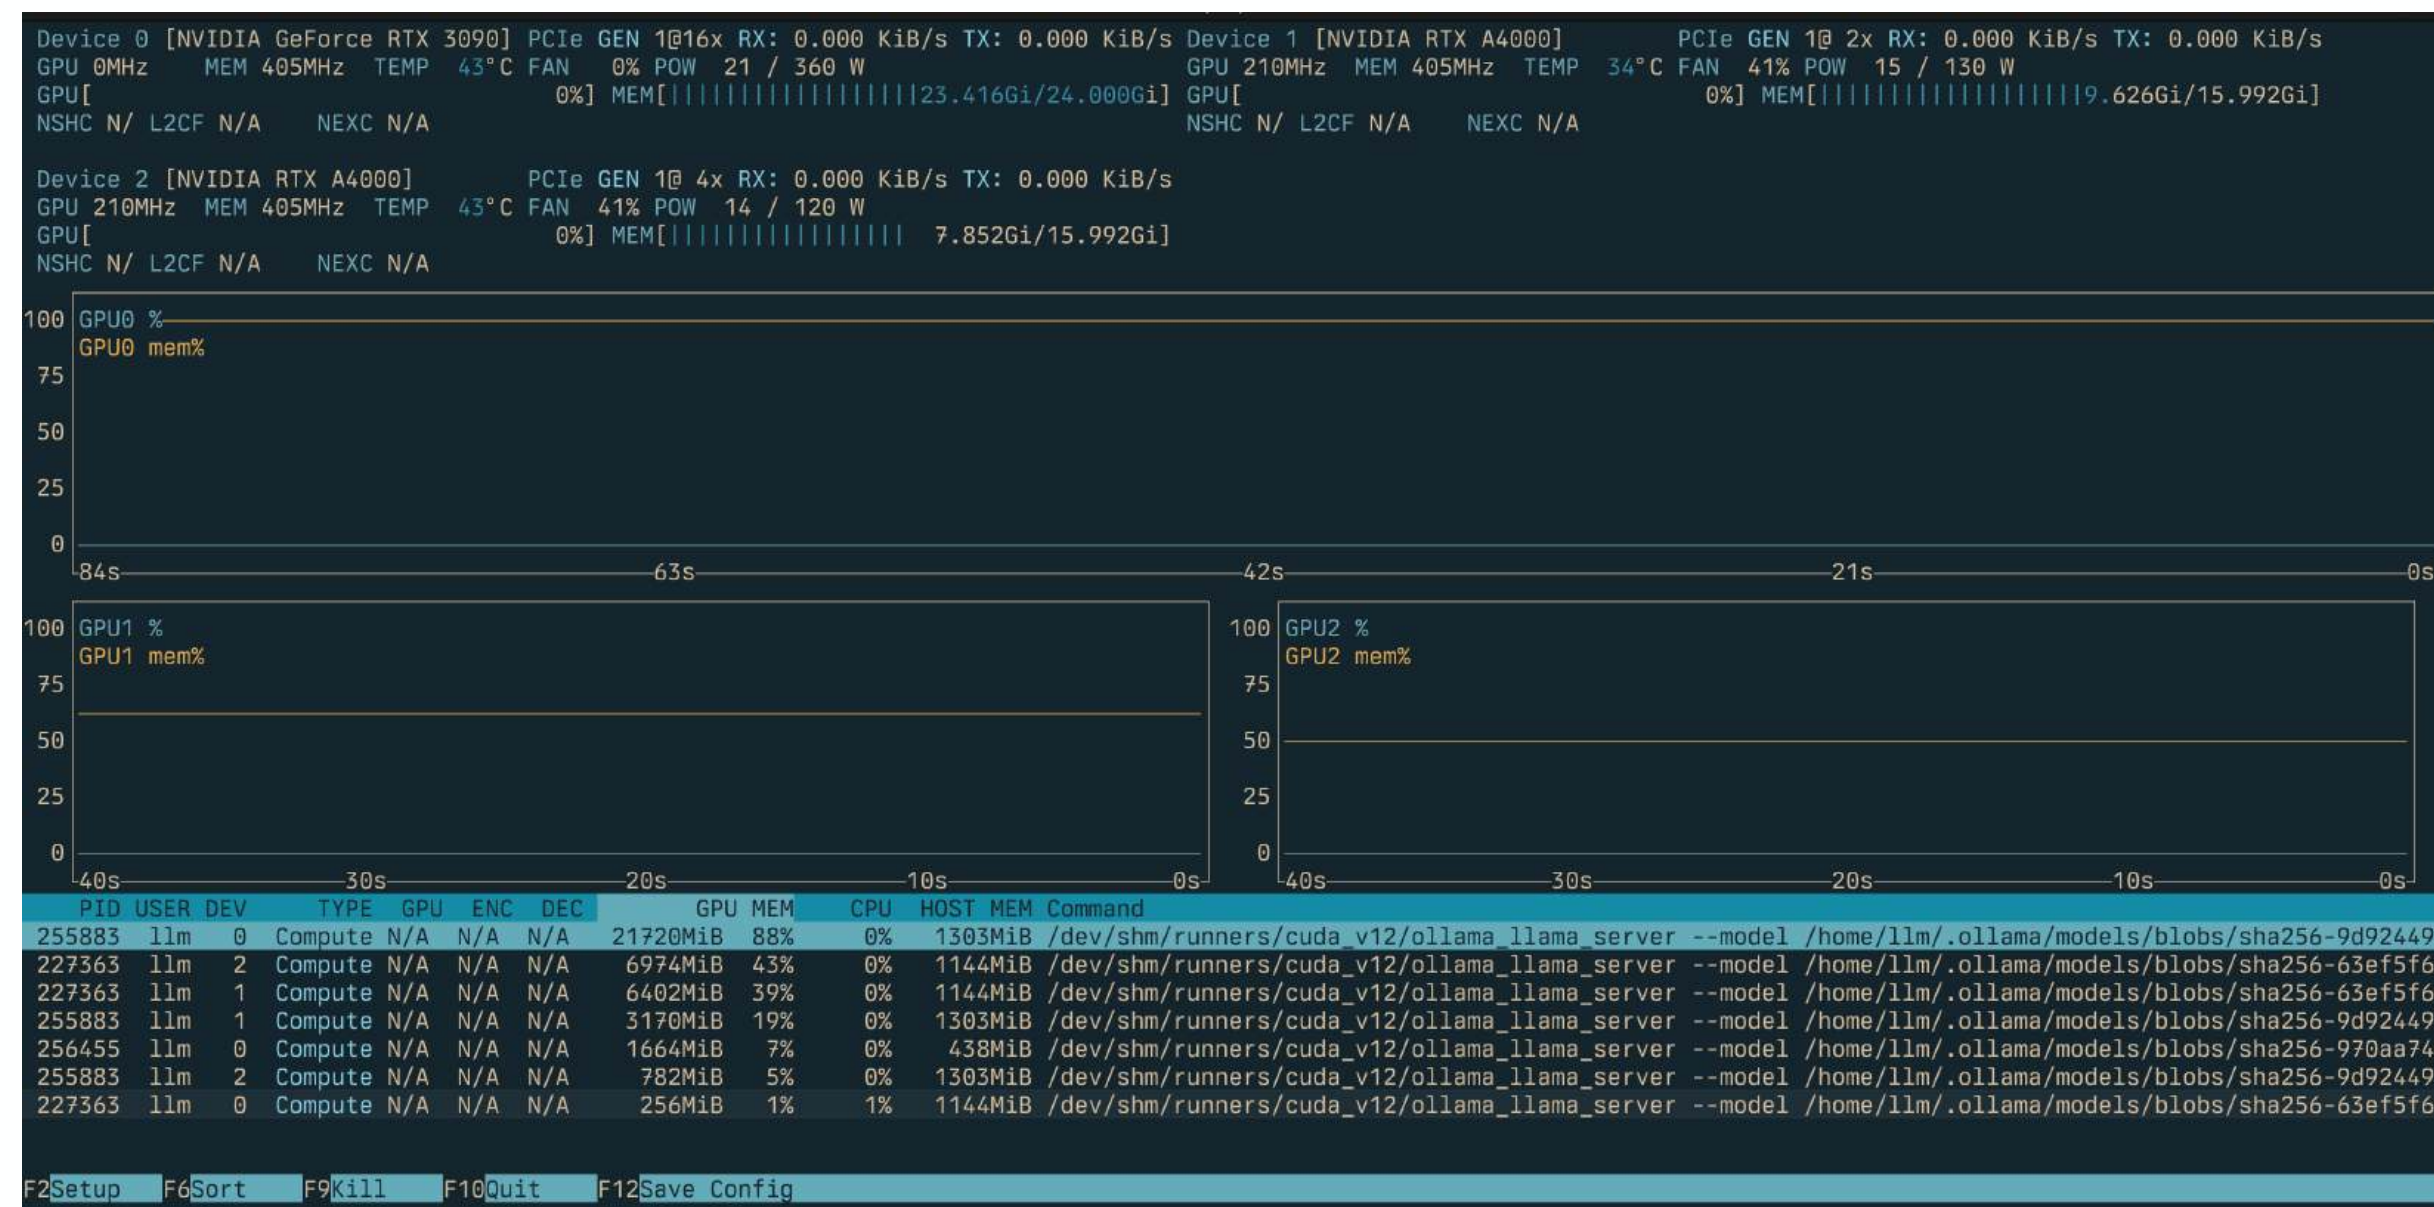 Device 0 [NVIDIA GeForce RTX 3090] PCIe GEN 1@16x RX: 0.000 KiB/s TX: 0.000 KiB/s Device 1 [NVIDIA RTX A4000] PCIe GEN 1@ 2x RX: 0.000 KiB/s TX: 0.000 KiB/s
GPU 0MHz MEM 405MHz TEMP 43°C FAN 0% POW 21 / 360 W GPU 210MHz MEM 405MHz TEMP 34°C FAN 41% POW 15 / 130 W
GPU[ 0%] MEM[||||||||||||||||||23.416Gi/24.000Gi] GPU[ 0%] MEM[|||||||||||||||||||9.626Gi/15.992Gi]
NSHC N/ L2CF N/A NEXC N/A NSHC N/ L2CF N/A NEXC N/A
Device 2 [NVIDIA RTX A4000] PCIe GEN 1@ 4x RX: 0.000 KiB/s TX: 0.000 KiB/s
GPU 210MHz MEM 405MHz TEMP 43°C FAN 41% POW 14 / 120 W
GPU[ 0%] MEM[||||||||||||||||| 7.852Gi/15.992Gi]
NSHC N/ L2CF N/A NEXC N/A
100 GPU0 %
GPU0 mem%
75
50
25
0
84s 63s 42s 21s 0s
100 GPU1 %
GPU1 mem%
75
50
25
0
40s 30s 20s 10s 0s
100 GPU2 %
GPU2 mem%
75
50
25
0
40s 30s 20s 10s 0s
PID USER DEV TYPE GPU ENC DEC GPU MEM CPU HOST MEM Command
255883 llm 0 Compute N/A N/A N/A 21720MiB 88% 0% 1303MiB /dev/shm/runners/cuda_v12/ollama_llama_server --model /home/llm/.ollama/models/blobs/sha256-9d92449
227363 llm 2 Compute N/A N/A N/A 6974MiB 43% 0% 1144MiB /dev/shm/runners/cuda_v12/ollama_llama_server --model /home/llm/.ollama/models/blobs/sha256-63ef5f6
227363 llm 1 Compute N/A N/A N/A 6402MiB 39% 0% 1144MiB /dev/shm/runners/cuda_v12/ollama_llama_server --model /home/llm/.ollama/models/blobs/sha256-63ef5f6
255883 llm 1 Compute N/A N/A N/A 3170MiB 19% 0% 1303MiB /dev/shm/runners/cuda_v12/ollama_llama_server --model /home/llm/.ollama/models/blobs/sha256-9d92449
256455 llm 0 Compute N/A N/A N/A 1664MiB 7% 0% 438MiB /dev/shm/runners/cuda_v12/ollama_llama_server --model /home/llm/.ollama/models/blobs/sha256-970aa74
255883 llm 2 Compute N/A N/A N/A 782MiB 5% 0% 1303MiB /dev/shm/runners/cuda_v12/ollama_llama_server --model /home/llm/.ollama/models/blobs/sha256-9d92449
227363 llm 0 Compute N/A N/A N/A 256MiB 1% 1% 1144MiB /dev/shm/runners/cuda_v12/ollama_llama_server --model /home/llm/.ollama/models/blobs/sha256-63ef5f6
F2Setup F6Sort F9Kill F10Quit F12Save Config